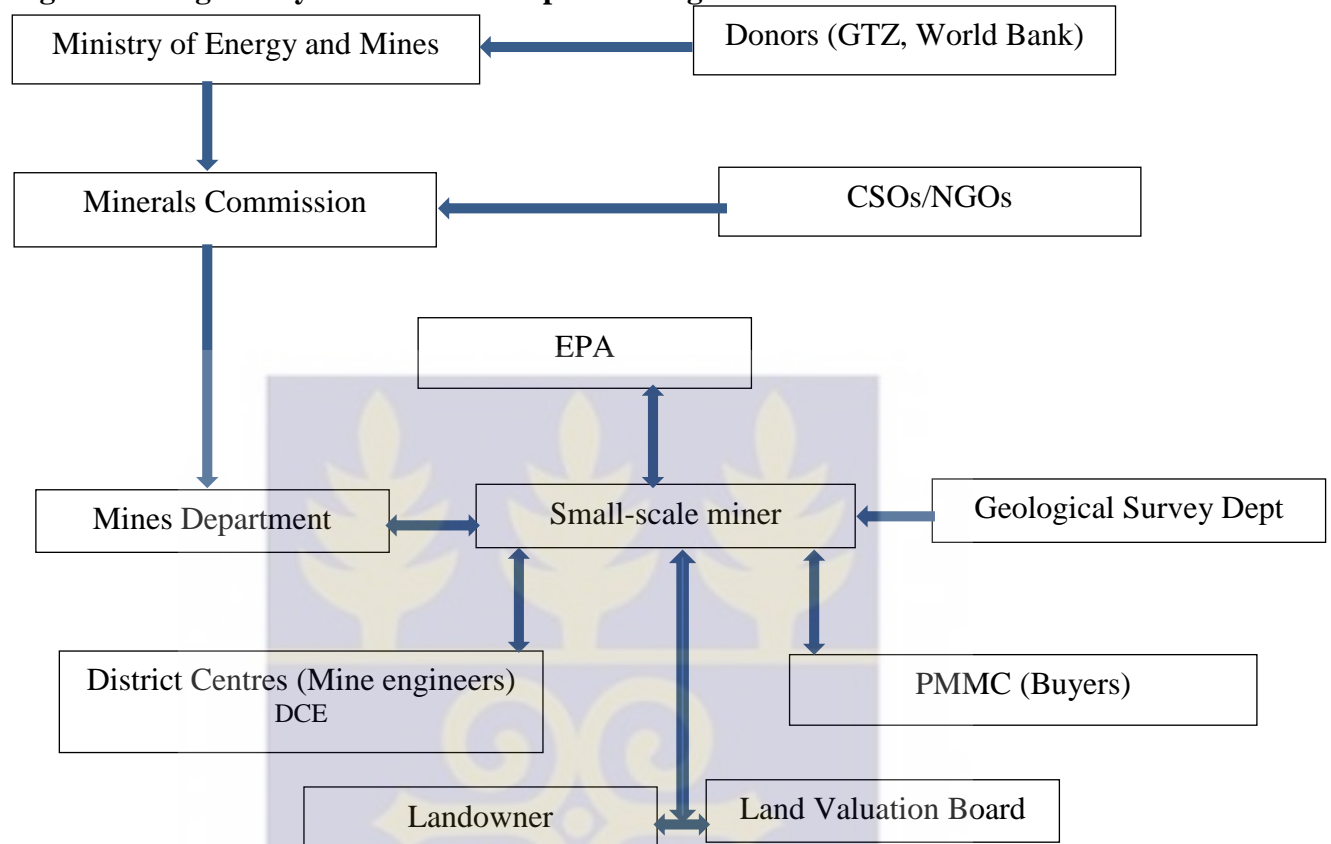 Ministry of Energy and Mines
Donors (GTZ, World Bank)
Minerals Commission
CSOs/NGOs
EPA
Mines Department
Small-scale miner
Geological Survey Dept
District Centres (Mine engineers)
DCE
PMMC (Buyers)
Landowner
Land Valuation Board